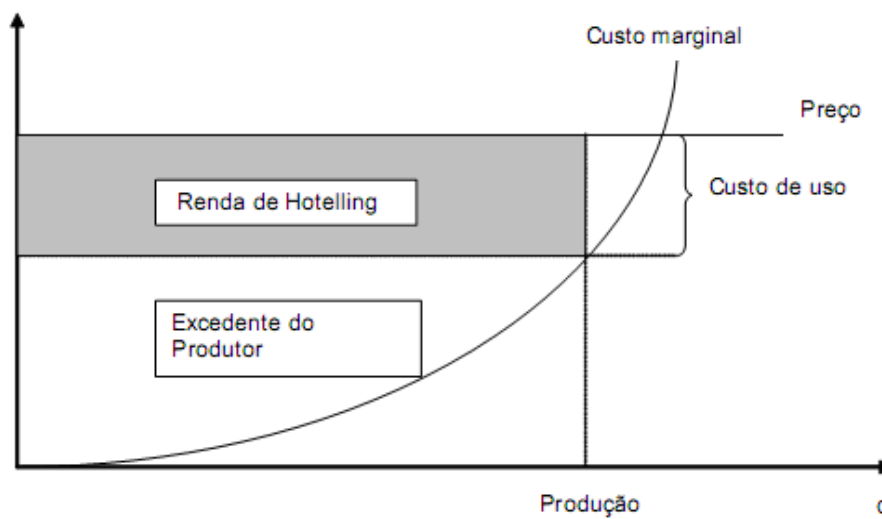 Custo marginal
Preço
Custo de uso
Renda de Hotelling
Excedente do
Produtor
Produção